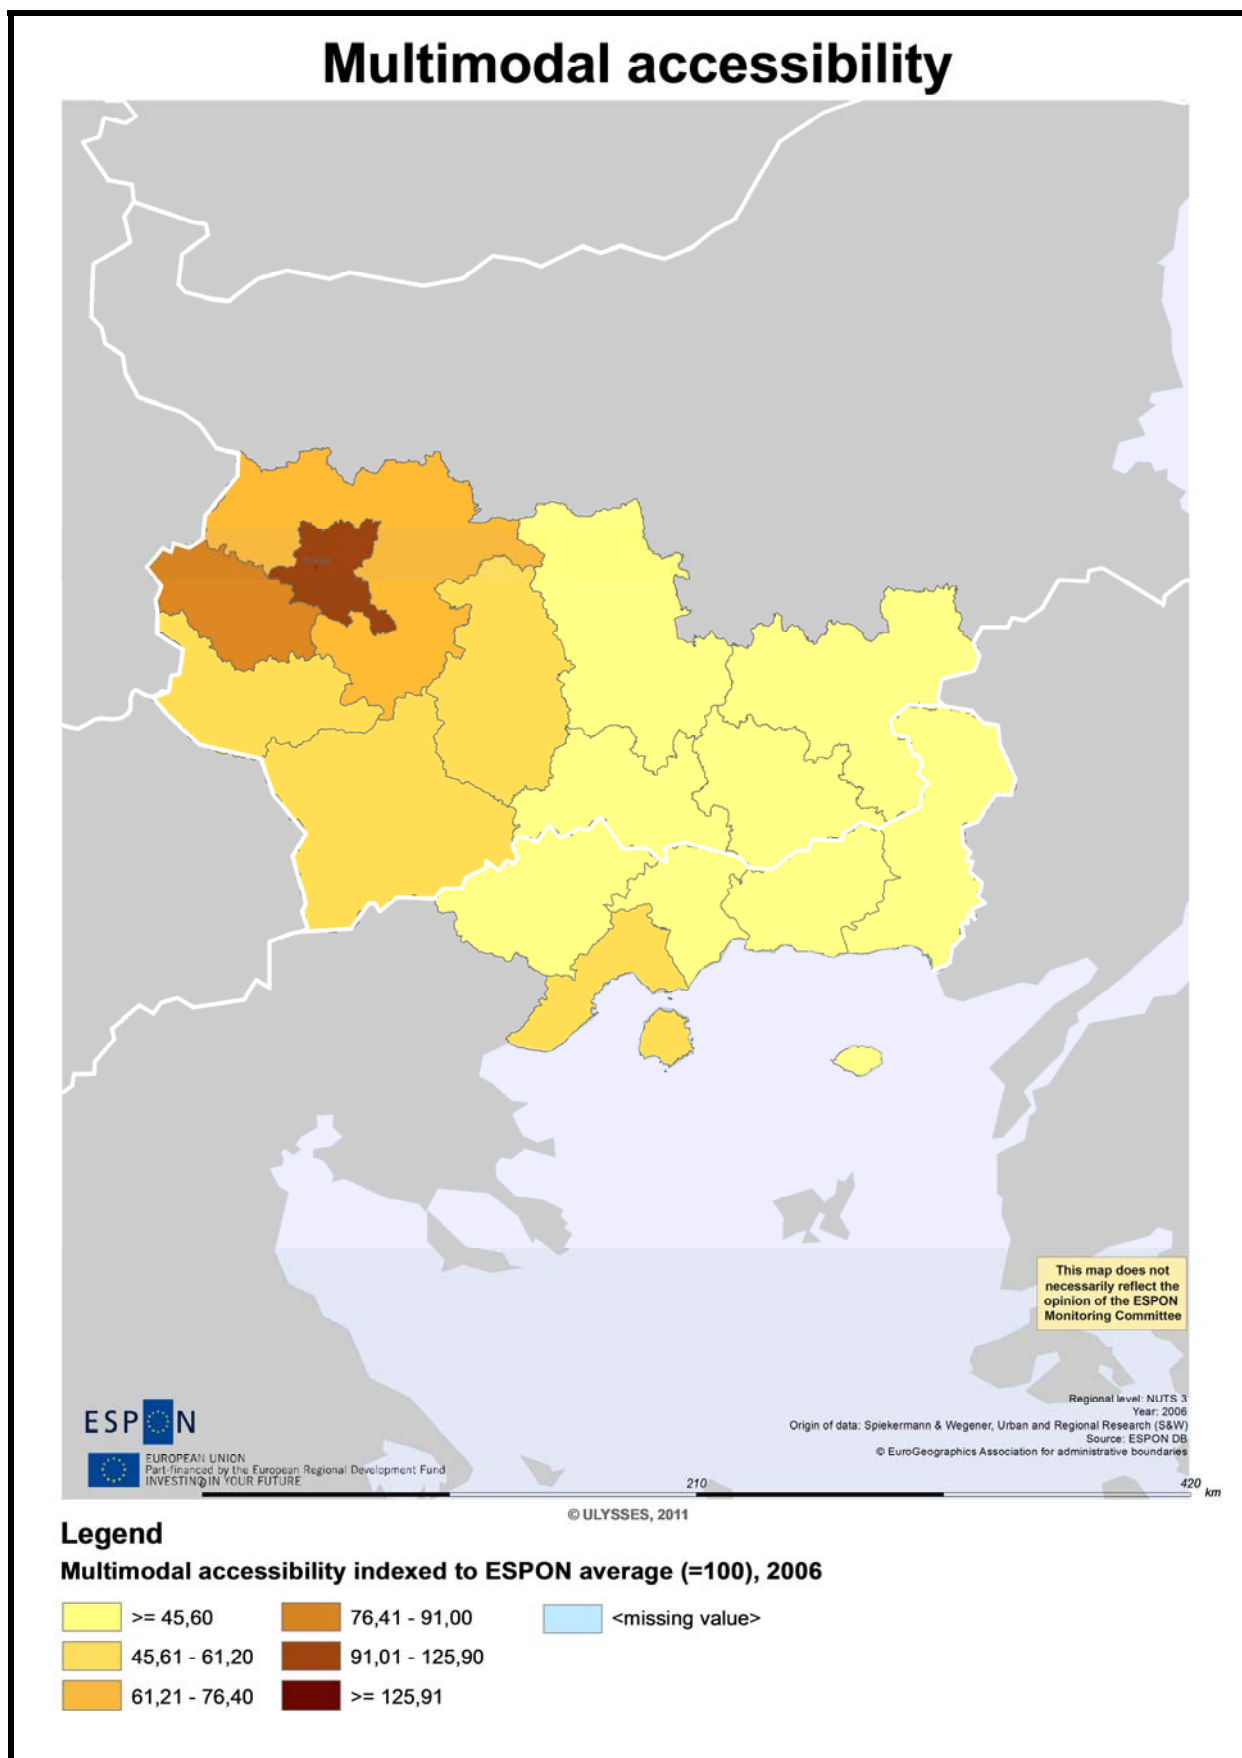 Multimodal accessibility
This map does not
necessarily reflect the
opinion of the ESPON
Monitoring Committee
Regional level: NUTS 3
Year: 2006
Origin of data: Spiekermann & Wegener, Urban and Regional Research (S&W)
Source: ESPON DB
© EuroGeographics Association for administrative boundaries
ESPON
EUROPEAN UNION
Part-financed by the European Regional Development Fund
INVESTING IN YOUR FUTURE
0 210 420 km
© ULYSSES, 2011
Legend
Multimodal accessibility indexed to ESPON average (=100), 2006
>= 45,60
45,61 - 61,20
61,21 - 76,40
76,41 - 91,00
91,01 - 125,90
>= 125,91
<missing value>